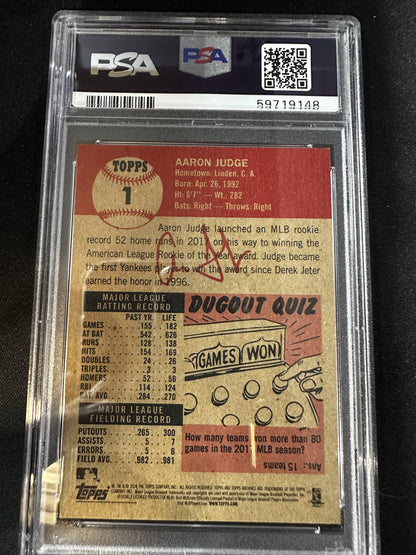 PSA
PSA
59719148
TOPPS
1
AARON JUDGE
Hometown: Linden, C. A.
Born: Apr. 26, 1992
Ht: 6'7" — Wt.: 282
Bats: Right — Throws: Right
Aaron Judge launched an MLB rookie
record 52 home runs in 2017 on his way to winning the
American League Rookie of the Year award. Judge became
the first Yankees player to win the award since Derek Jeter
earned the honor in 1996.
MAJOR LEAGUE
BATTING RECORD
PAST YR. LIFE
GAMES 155 182
AT BAT 542 626
RUNS 128 138
HITS 154 169
DOUBLES 24 26
TRIPLES 3 3
HOMERS 52 56
RBI 114 124
BAT. AVG. .284 .270
MAJOR LEAGUE
FIELDING RECORD
PUTOUTS 265 300
ASSISTS 5 7
ERRORS 5 6
FIELD AVG. .982 .981
DUGOUT QUIZ
GAMES WON
How many teams won more than 80
games in the 2017 MLB season?
Ans.: 15 teams
Topps